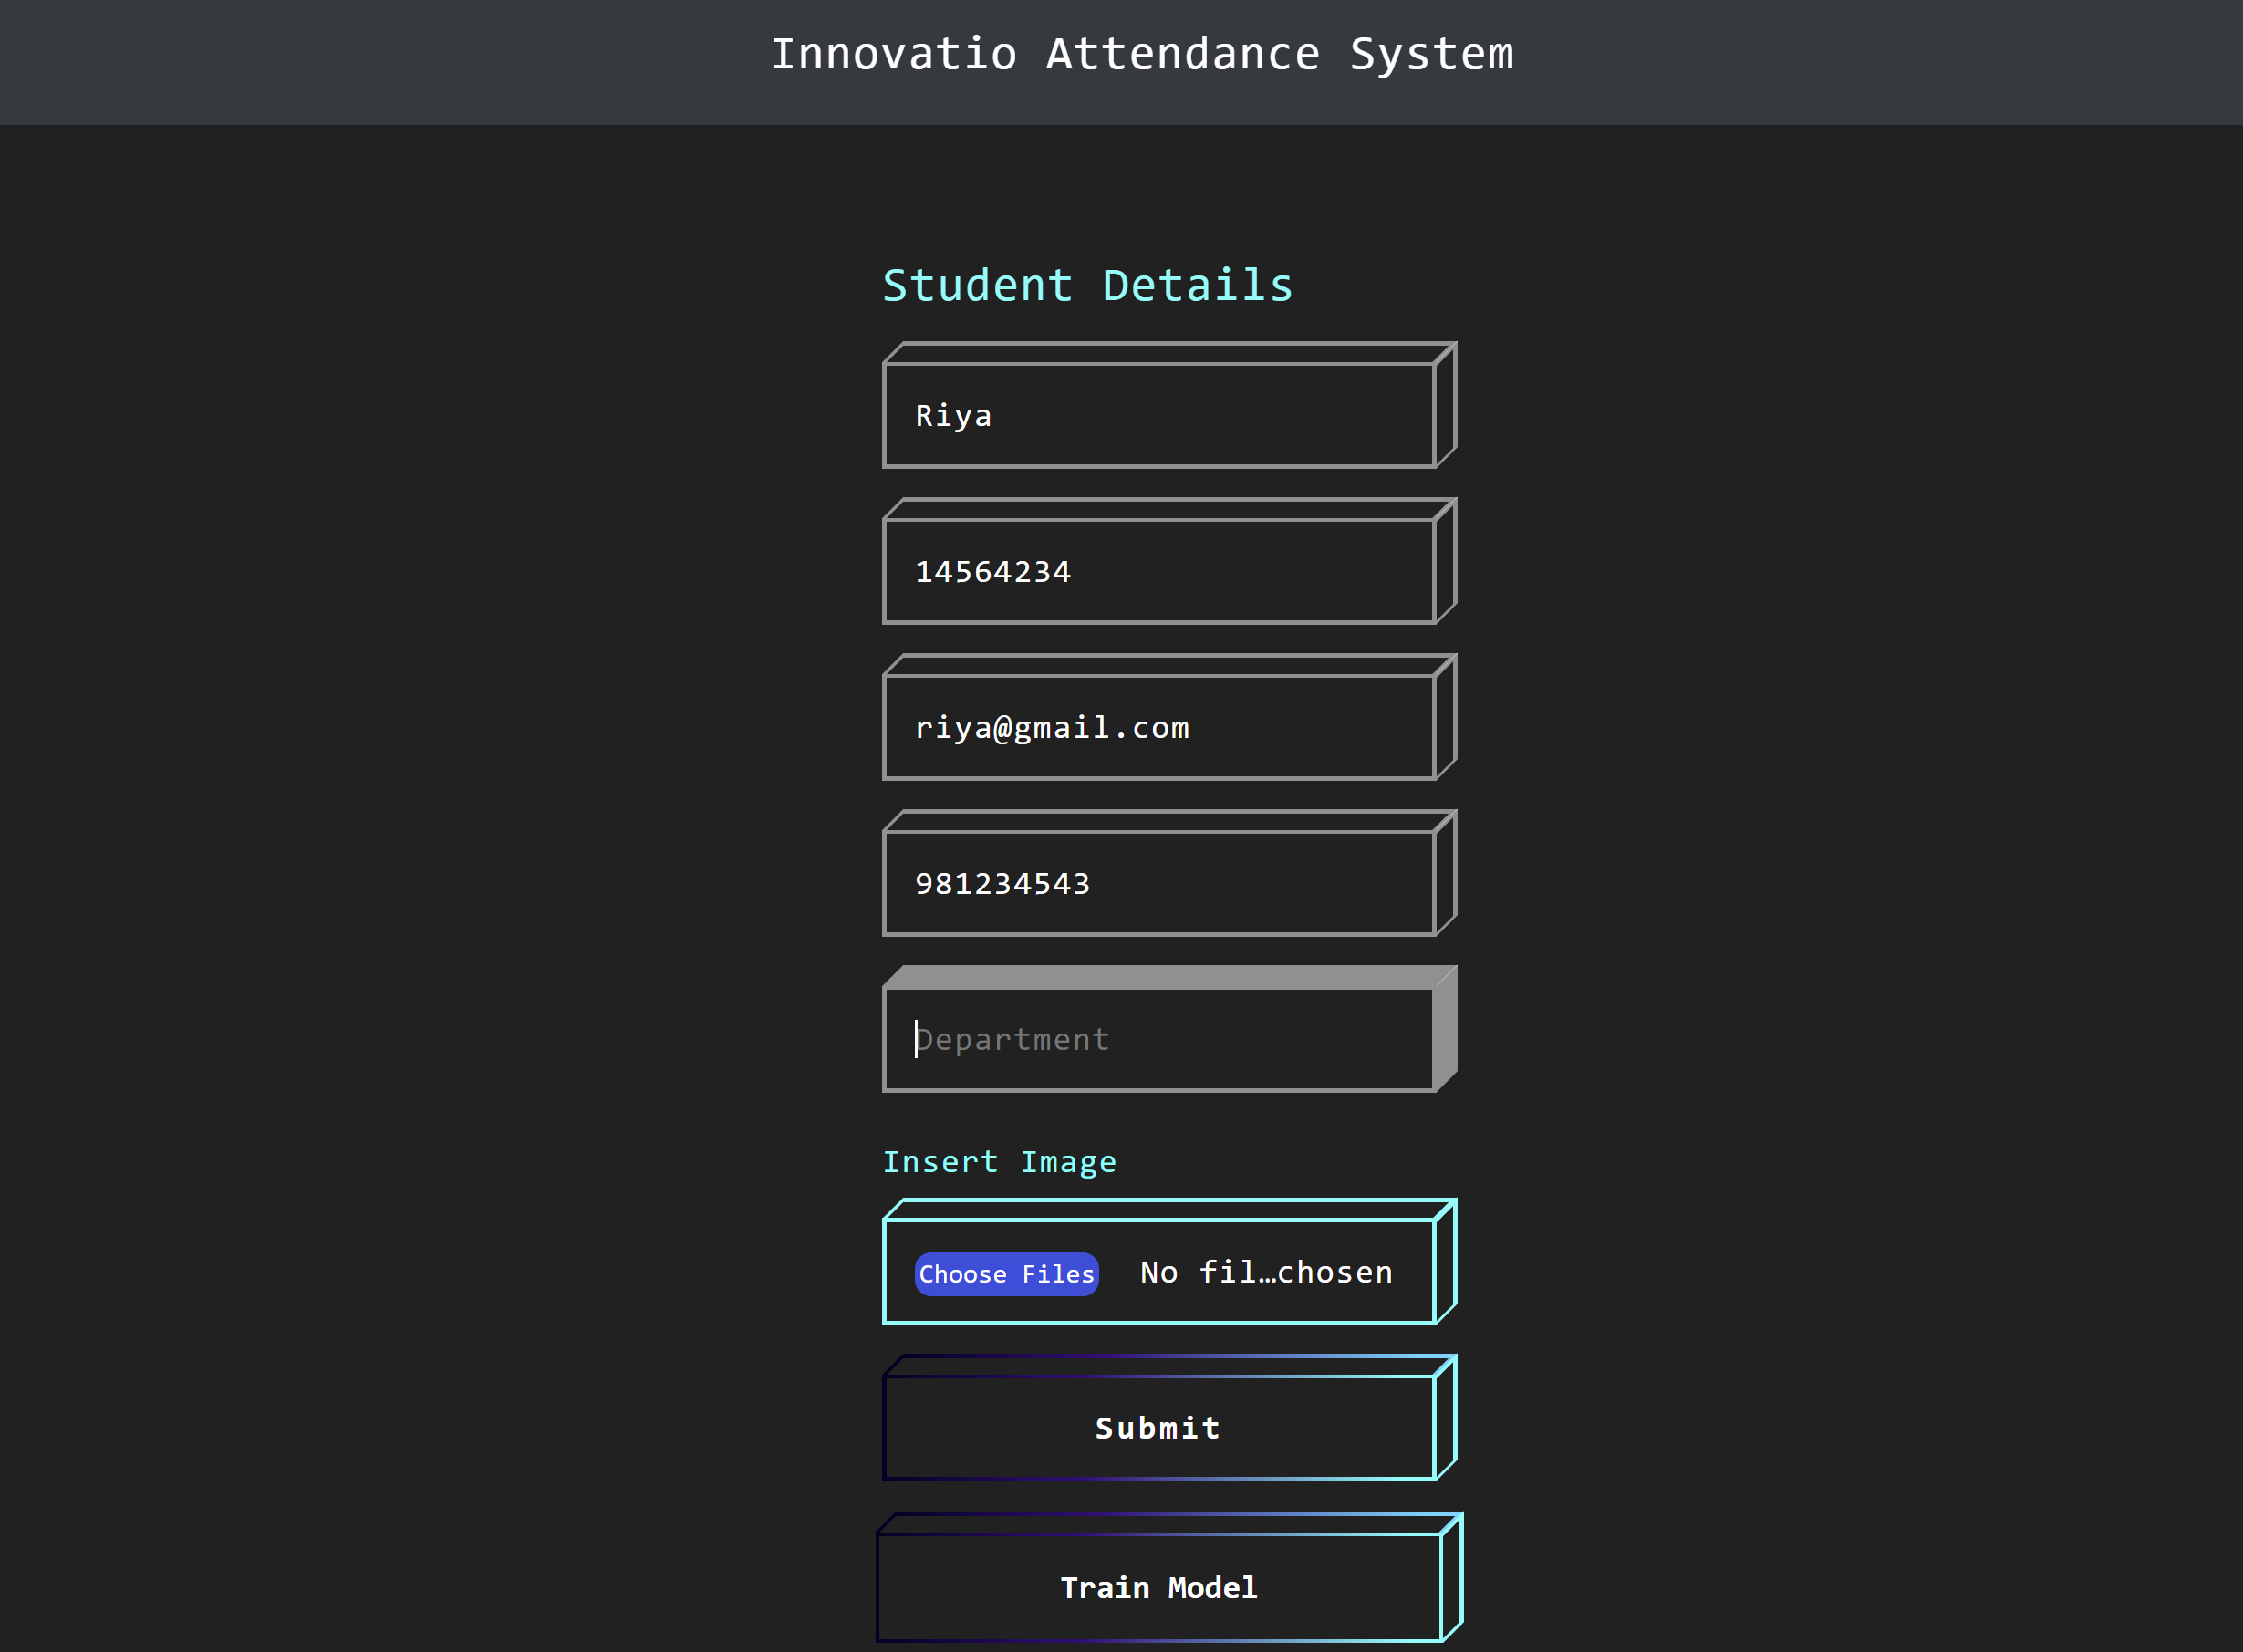 Innovatio Attendance System
Student Details
Riya
14564234
riya@gmail.com
981234543
Department
Insert Image
Choose Files No fil…chosen
Submit
Train Model